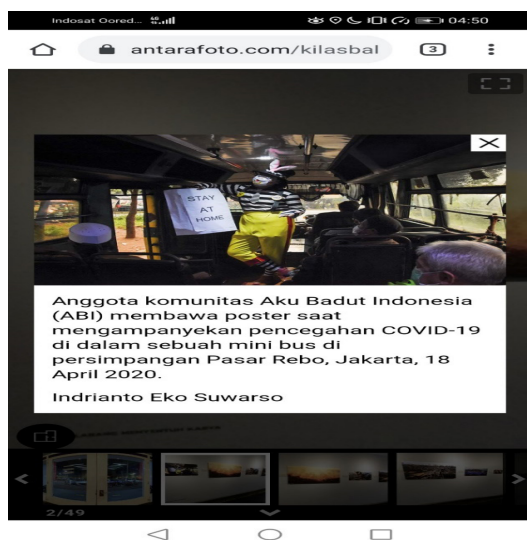 Indosat Oored...
4G
04:50
antarafoto.com/kilasbal
3
STAY
AT
HOME
Anggota komunitas Aku Badut Indonesia
(ABI) membawa poster saat
mengampanyekan pencegahan COVID-19
di dalam sebuah mini bus di
persimpangan Pasar Rebo, Jakarta, 18
April 2020.
Indrianto Eko Suwarso
2/49